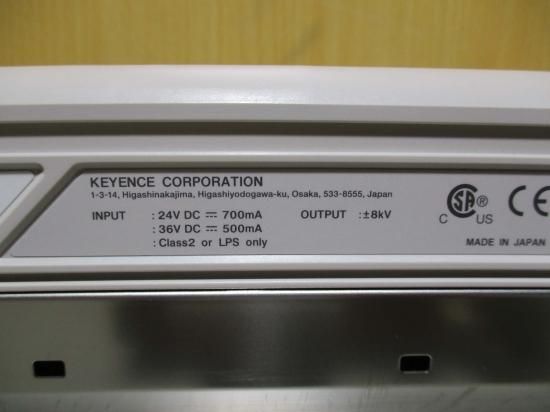 KEYENCE CORPORATION
1-3-14, Higashinakajima, Higashiyodogawa-ku, Osaka, 533-8555, Japan
INPUT : 24V DC ⎓ 700mA OUTPUT : ±8kV
: 36V DC ⎓ 500mA
: Class2 or LPS only
C SA US CE
MADE IN JAPAN